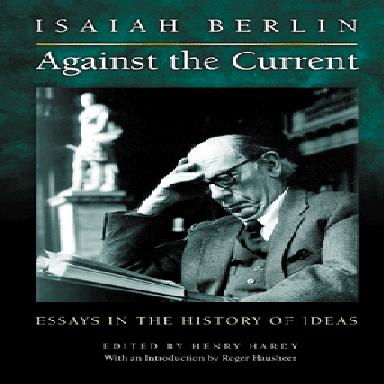 ISAIAH BERLIN
Against the Current
ESSAYS IN THE HISTORY OF IDEAS
EDITED BY HENRY HARDY
With an Introduction by Roger Hausheer